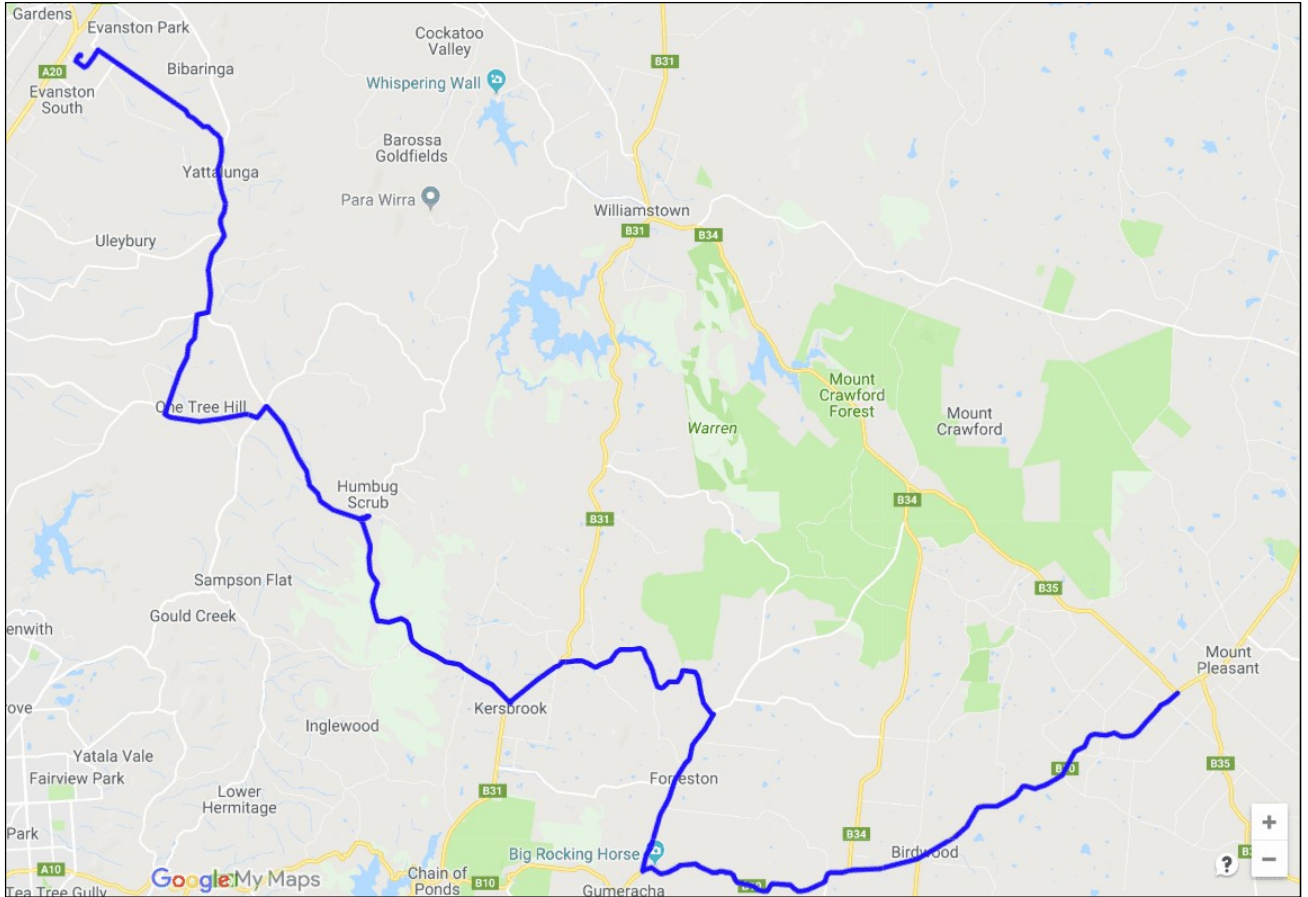 Gardens
Evanston Park
Cockatoo
Valley
B31
A20
Bibaringa
Whispering Wall
Evanston
South
Barossa
Goldfields
Yattalunga
Para Wirra
Williamstown
Uleybury
B31
B34
Mount
Crawford
Forest
One Tree Hill
Mount
Crawford
Warren
Humbug
Scrub
B34
B31
Sampson Flat
B35
Gould Creek
enwith
Mount
Pleasant
rove
Kersbrook
Inglewood
Yatala Vale
Fairview Park
Forreston
B10
B35
Lower
Hermitage
B31
+
Park
B34
Big Rocking Horse
Birdwood
−
?
A10
Google My Maps
Chain of
Ponds
B10
Tea Tree Gully
Gumeracha